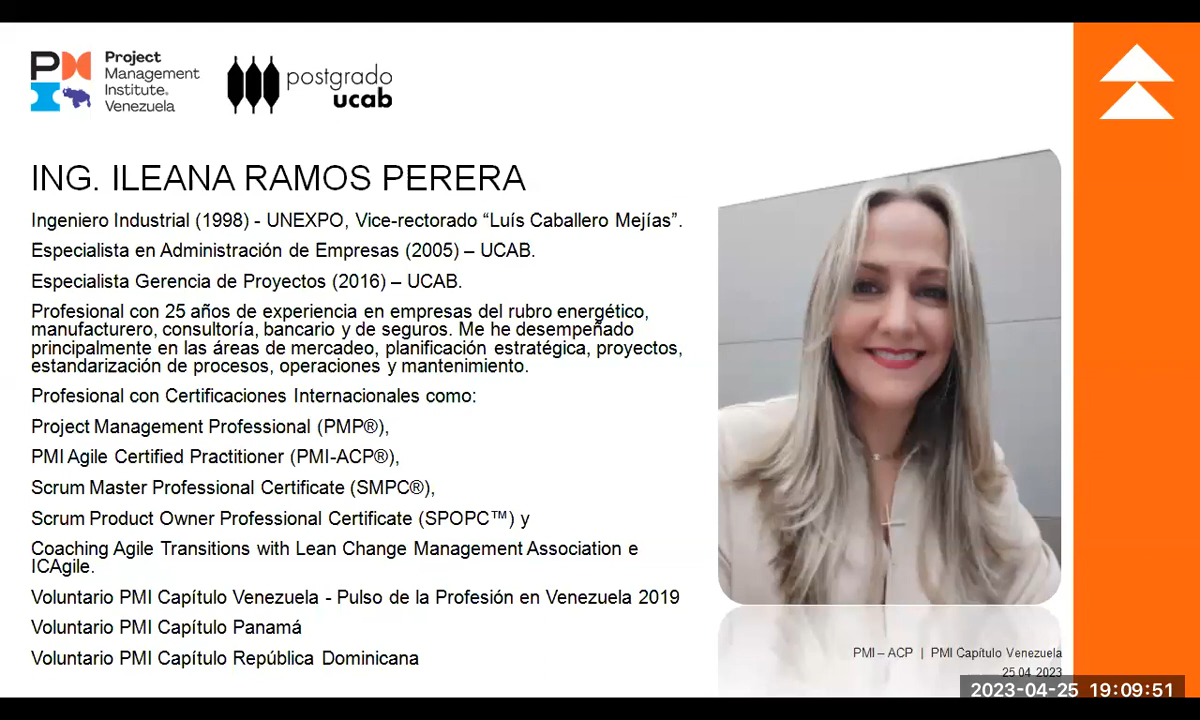 Project
Management
Institute.
Venezuela
postgrado
ucab
ING. ILEANA RAMOS PERERA
Ingeniero Industrial (1998) - UNEXPO, Vice-rectorado “Luís Caballero Mejías”.
Especialista en Administración de Empresas (2005) – UCAB.
Especialista Gerencia de Proyectos (2016) – UCAB.
Profesional con 25 años de experiencia en empresas del rubro energético,
manufacturero, consultoría, bancario y de seguros. Me he desempeñado
principalmente en las áreas de mercadeo, planificación estratégica, proyectos,
estandarización de procesos, operaciones y mantenimiento.
Profesional con Certificaciones Internacionales como:
Project Management Professional (PMP®),
PMI Agile Certified Practitioner (PMI-ACP®),
Scrum Master Professional Certificate (SMPC®),
Scrum Product Owner Professional Certificate (SPOPC™) y
Coaching Agile Transitions with Lean Change Management Association e
ICAgile.
Voluntario PMI Capítulo Venezuela - Pulso de la Profesión en Venezuela 2019
Voluntario PMI Capítulo Panamá
Voluntario PMI Capítulo República Dominicana
PMI – ACP | PMI Capítulo Venezuela
25.04.2023
2023-04-25 19:09:51